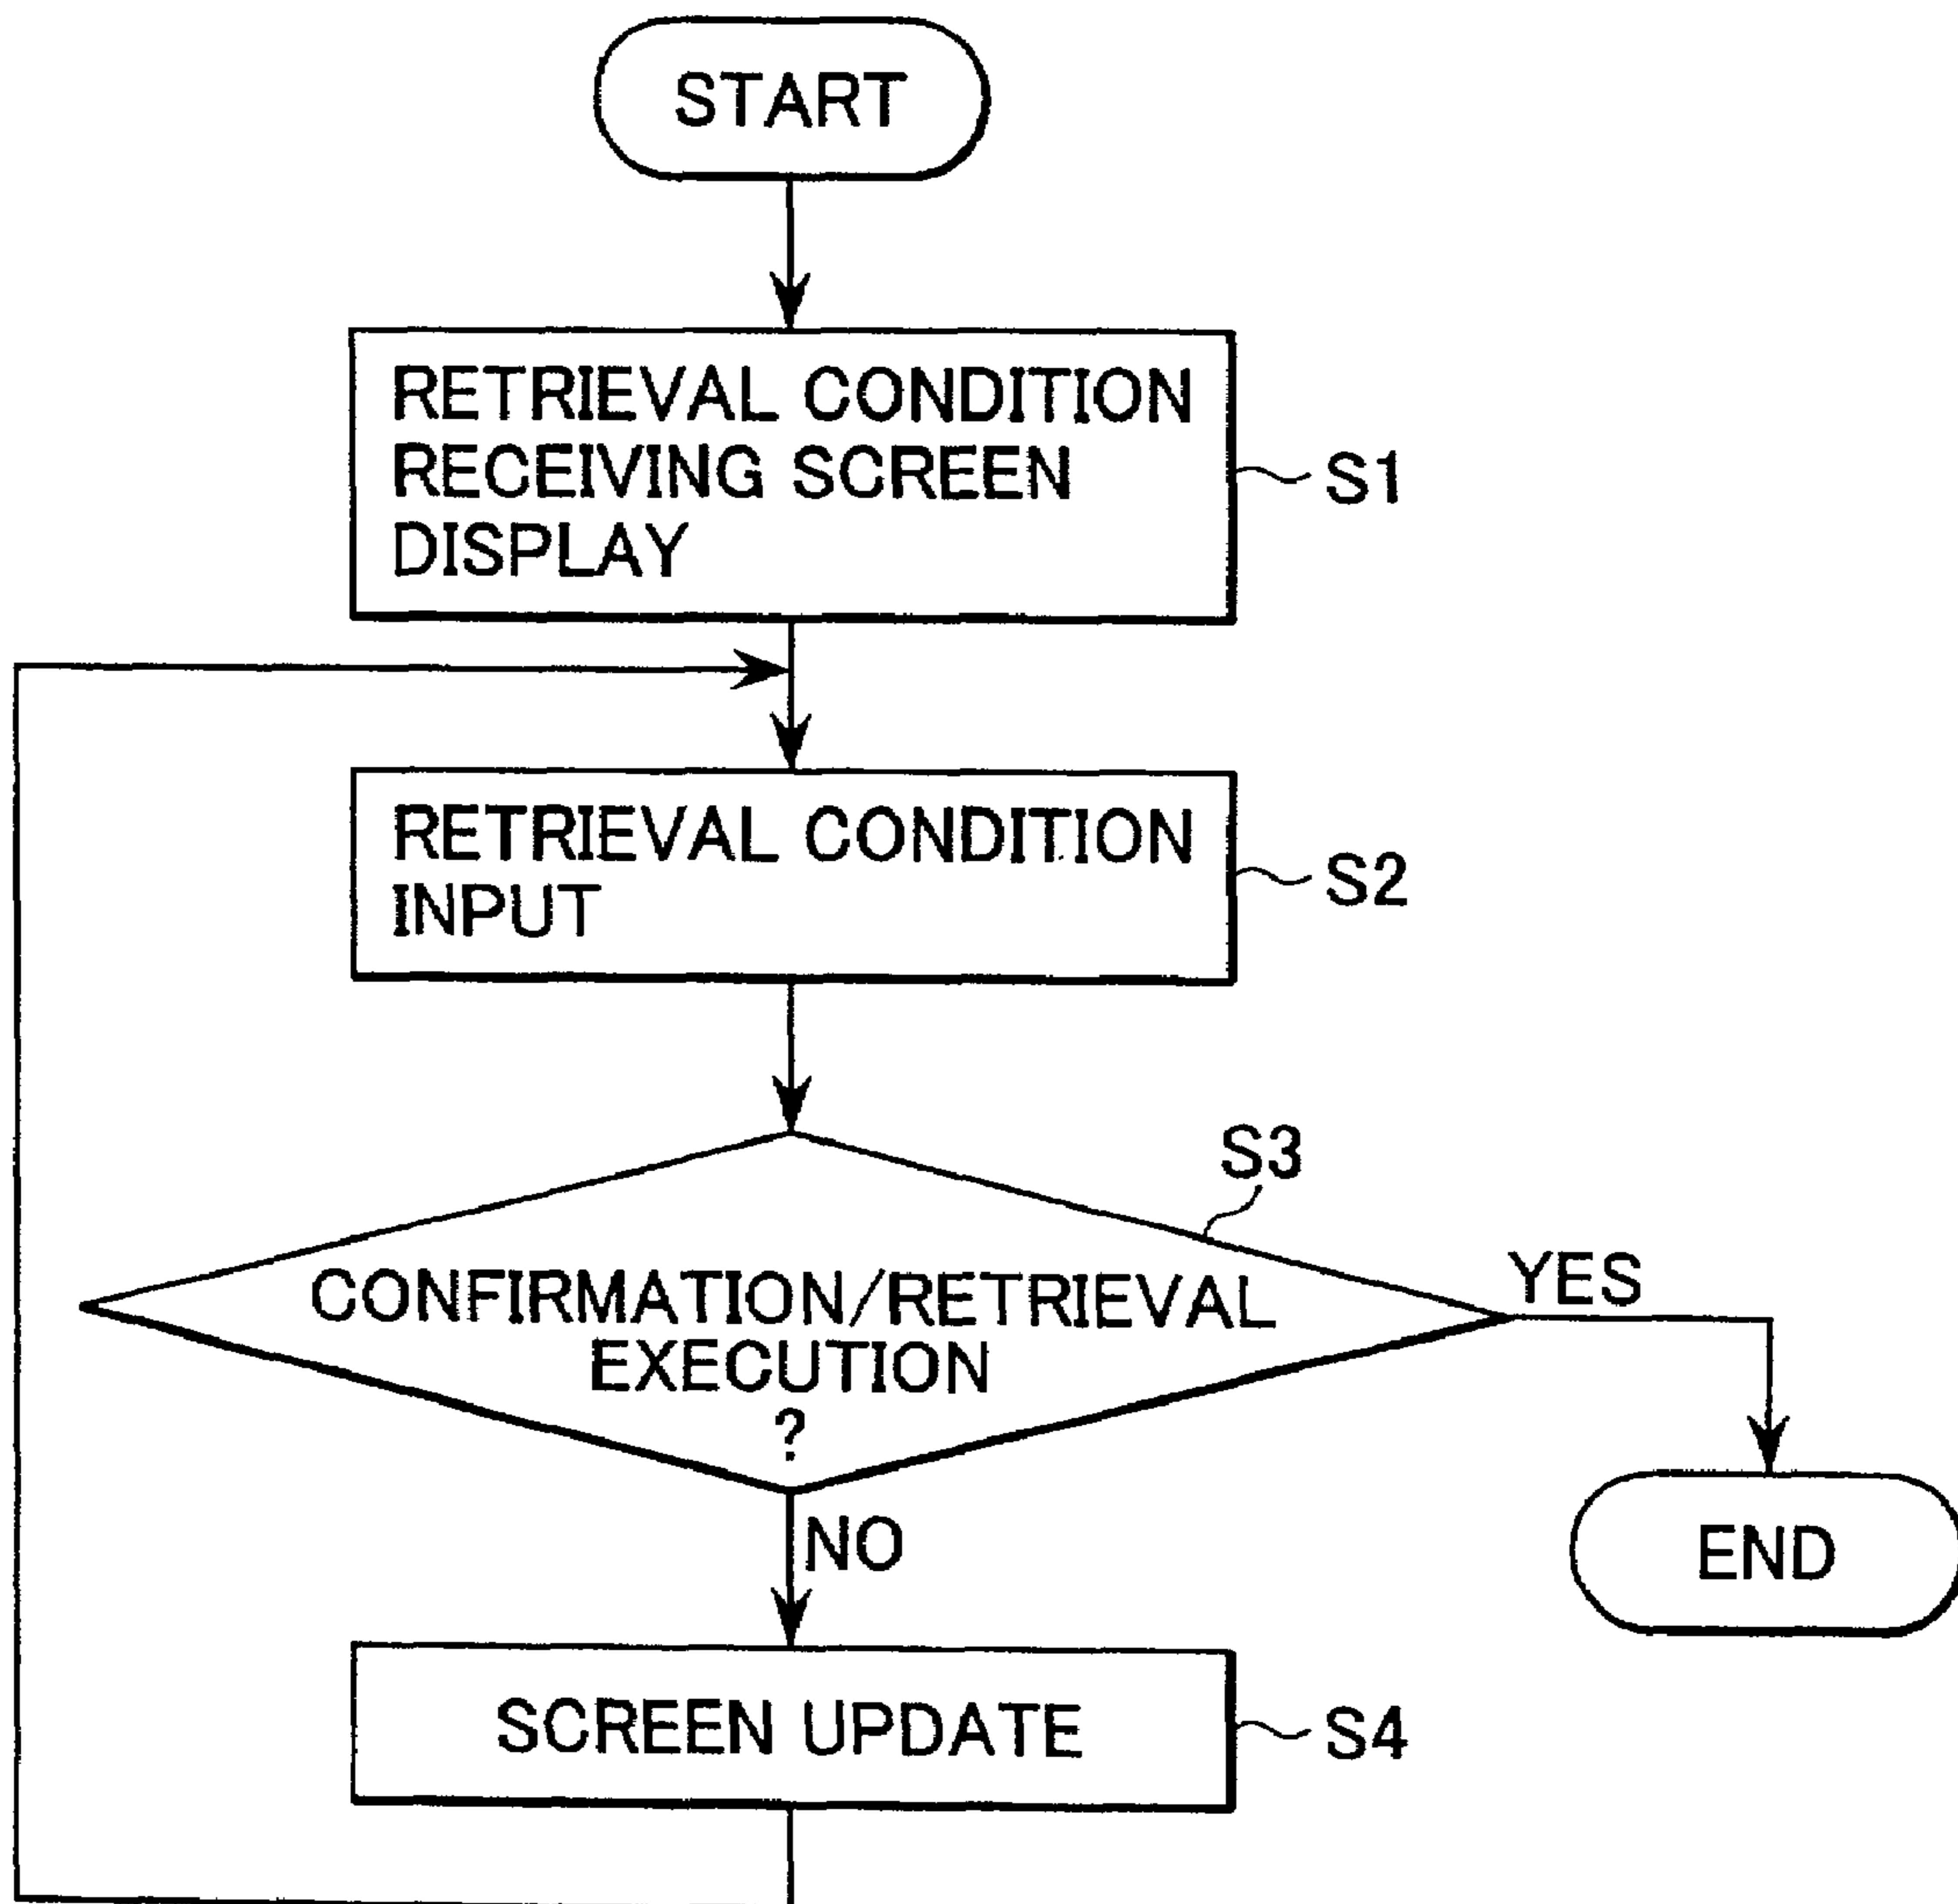 START
RETRIEVAL CONDITION
RECEIVING SCREEN
DISPLAY
S1
RETRIEVAL CONDITION
INPUT
S2
S3
CONFIRMATION/RETRIEVAL
EXECUTION
?
YES
NO
END
SCREEN UPDATE
S4